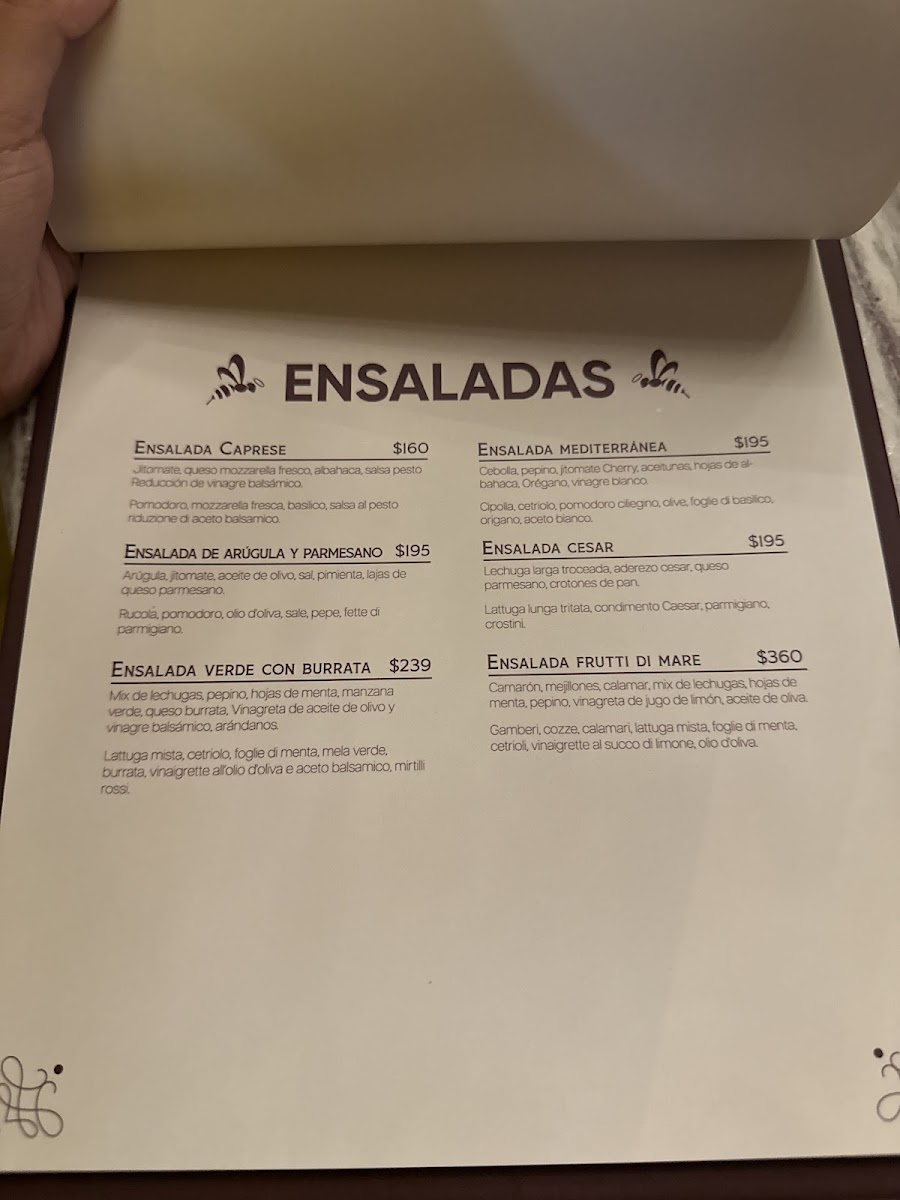 ENSALADAS
ENSALADA CAPRESE $160
Jitomate, queso mozzarella fresco, albahaca, salsa pesto
Reducción de vinagre balsámico.
Pomodoro, mozzarella fresca, basilico, salsa al pesto
riduzione di aceto balsamico.
ENSALADA DE ARÚGULA Y PARMESANO $195
Arúgula, jitomate, aceite de olivo, sal, pimienta, lajas de
queso parmesano.
Rucola, pomodoro, olio d'oliva, sale, pepe, fette di
parmigiano.
ENSALADA VERDE CON BURRATA $239
Mix de lechugas, pepino, hojas de menta, manzana
verde, queso burrata, Vinagreta de aceite de olivo y
vinagre balsámico, arándanos.
Lattuga mista, cetriolo, foglie di menta, mela verde,
burrata, vinaigrette all'olio d'oliva e aceto balsamico, mirtilli
rossi.
ENSALADA MEDITERRÁNEA $195
Cebolla, pepino, jitomate Cherry, aceitunas, hojas de al-
bahaca, Orégano, vinagre blanco.
Cipolla, cetriolo, pomodoro ciliegino, olive, foglie di basilico,
origano, aceto bianco.
ENSALADA CESAR $195
Lechuga larga troceada, aderezo cesar, queso
parmesano, crotones de pan.
Lattuga lunga tritata, condimento Caesar, parmigiano,
crostini.
ENSALADA FRUTTI DI MARE $360
Camarón, mejillones, calamar, mix de lechugas, hojas de
menta, pepino, vinagreta de jugo de limón, aceite de oliva.
Gamberi, cozze, calamari, lattuga mista, foglie di menta,
cetrioli, vinaigrette al succo di limone, olio d'oliva.